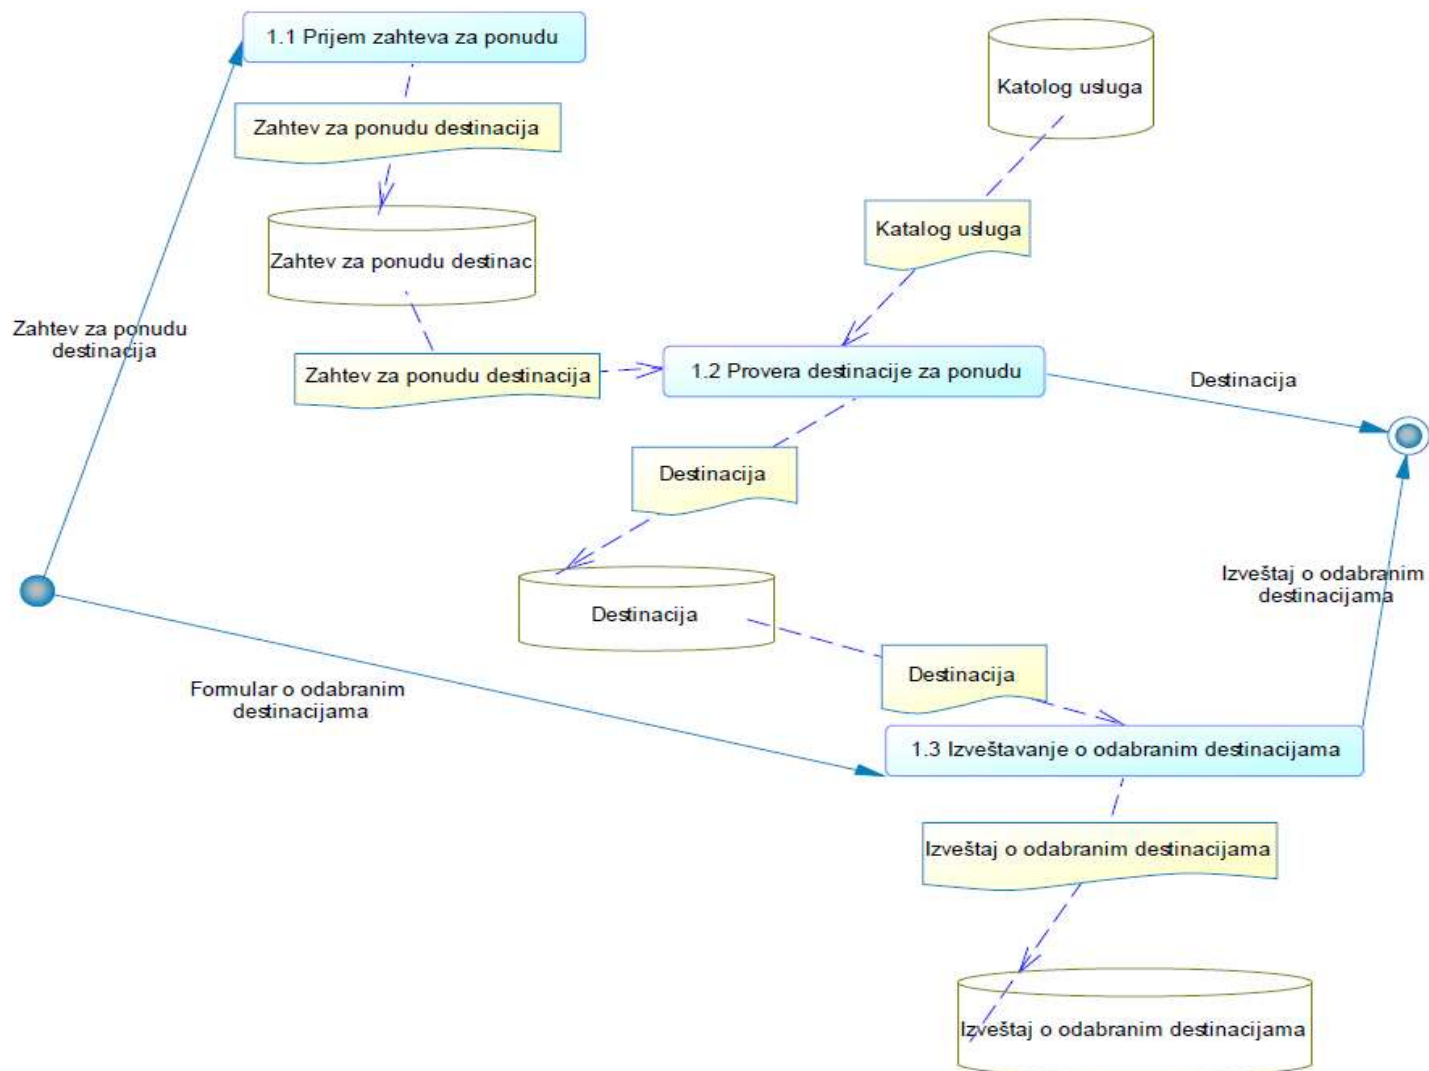 1.1 Prijem zahteva za ponudu
Katolog usluga
Zahtev za ponudu destinacija
Katalog usluga
Zahtev za ponudu destinac
Zahtev za ponudu
destinacija
Zahtev za ponudu destinacija
1.2 Provera destinacije za ponudu
Destinacija
Destinacija
Destinacija
Izveštaj o odabranim
destinacijama
Formular o odabranim
destinacijama
Destinacija
1.3 Izveštavanje o odabranim destinacijama
Izveštaj o odabranim destinacijama
Izveštaj o odabranim destinacijama